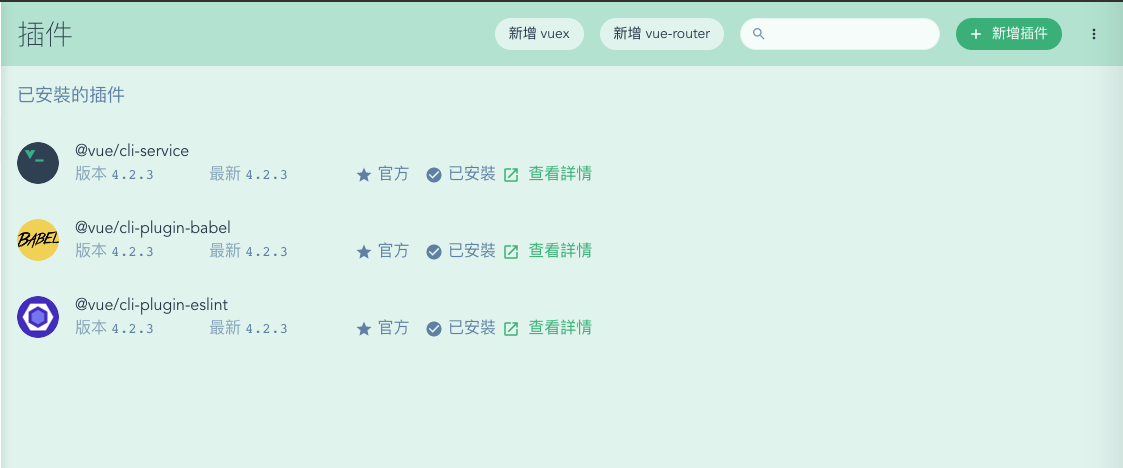 插件
新增 vuex
新增 vue-router
新增插件
已安裝的插件
@vue/cli-service
版本 4.2.3 最新 4.2.3 官方 已安裝 查看詳情
BABEL
@vue/cli-plugin-babel
版本 4.2.3 最新 4.2.3 官方 已安裝 查看詳情
@vue/cli-plugin-eslint
版本 4.2.3 最新 4.2.3 官方 已安裝 查看詳情